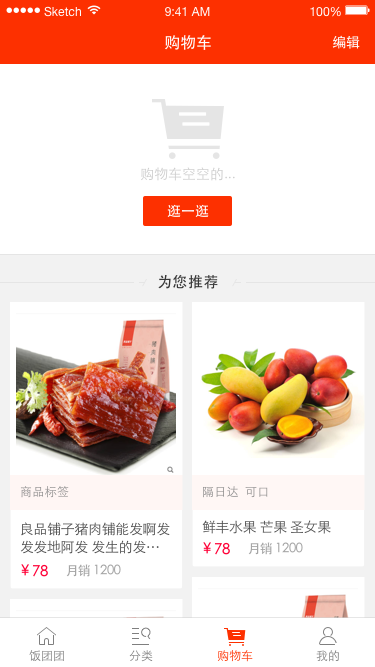 Sketch 9:41 AM 100%
购物车 编辑
购物车空空的...
逛一逛
为您推荐
商品标签
良品铺子猪肉铺能发啊发
发发地阿发 发生的发…
￥78 月销 1200
隔日达 可口
鲜丰水果 芒果 圣女果
￥78 月销 1200
饭团团 分类 购物车 我的